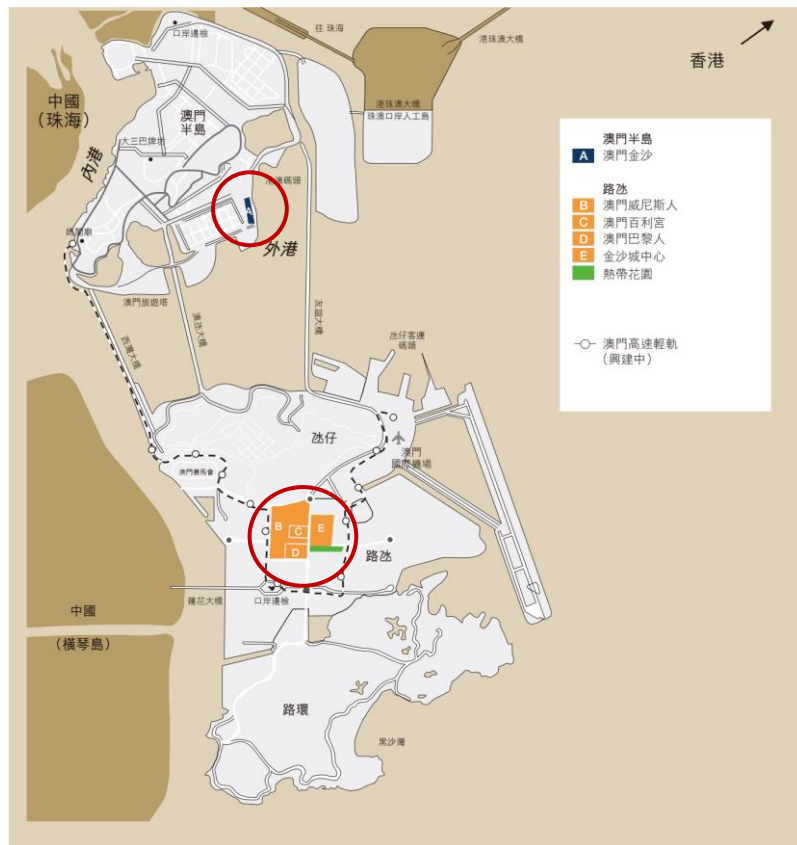 口岸邊檢
往 珠海
港珠澳大橋
香港
中國
（珠海）
澳門
半島
港珠澳大橋
珠澳口岸人工島
大三巴牌坊
內港
港澳碼頭
A
媽閣廟
外港
澳門旅遊塔
西灣大橋
澳氹大橋
友誼大橋
氹仔客運
碼頭
氹仔
澳門
國際機場
澳門賽馬會
B
C
D
E
路氹
蓮花大橋
口岸邊檢
中國
（橫琴島）
路環
黑沙灣
澳門半島
A 澳門金沙
路氹
B 澳門威尼斯人
C 澳門百利宮
D 澳門巴黎人
E 金沙城中心
熱帶花園
澳門高速輕軌
（興建中）